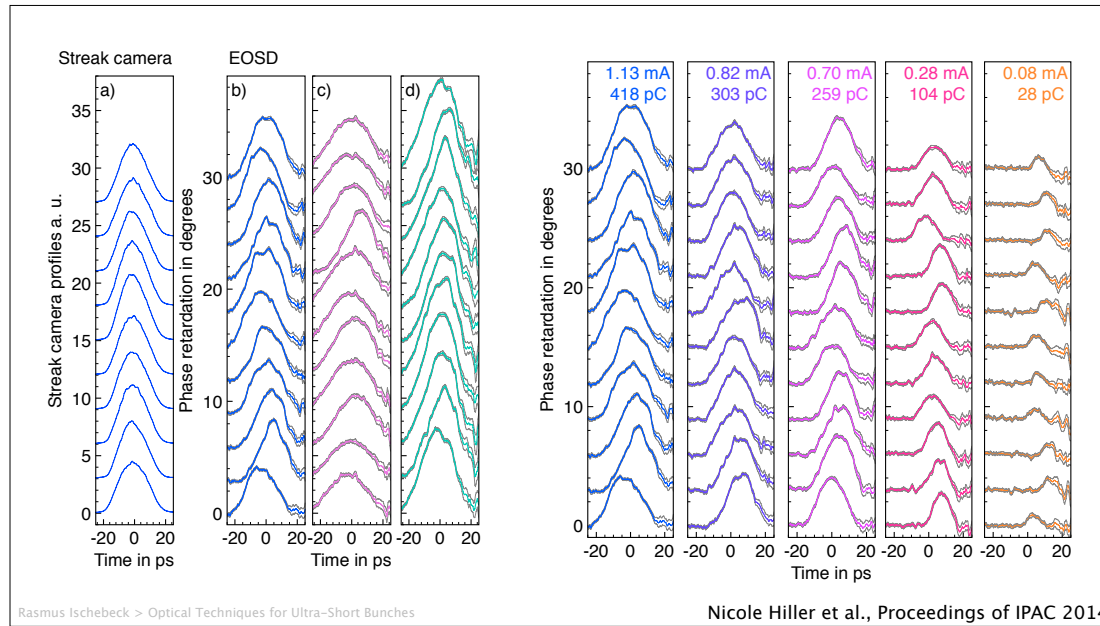 Streak camera
EOSD
a)
b)
c)
d)
Streak camera profiles a. u.
35
30
25
20
15
10
5
0
-20 0 20
Time in ps
Phase retardation in degrees
30
20
10
0
-20 0 20
-20 0 20
-20 0 20
Time in ps
1.13 mA
418 pC
0.82 mA
303 pC
0.70 mA
259 pC
0.28 mA
104 pC
0.08 mA
28 pC
Phase retardation in degrees
30
20
10
0
-20 0 20
-20 0 20
-20 0 20
-20 0 20
-20 0 20
Time in ps
Rasmus Ischebeck > Optical Techniques for Ultra-Short Bunches
Nicole Hiller et al., Proceedings of IPAC 2014